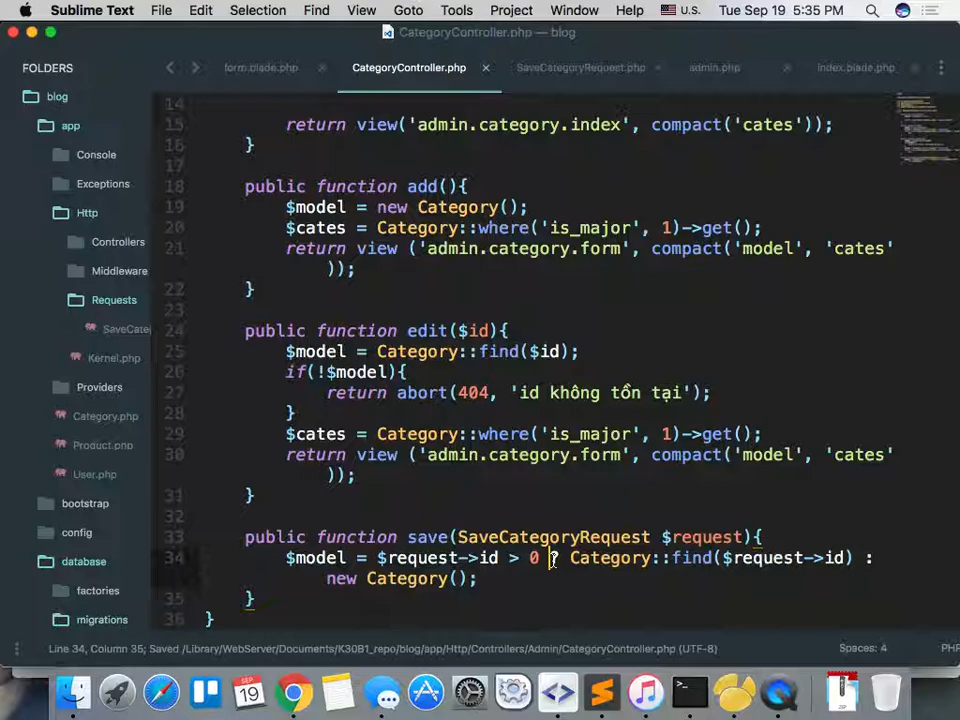 Sublime Text File Edit Selection Find View Goto Tools Project Window Help U.S. Tue Sep 19 5:35 PM
CategoryController.php — blog
FOLDERS
form.blade.php CategoryController.php SaveCategoryRequest.php admin.php index.blade.php
blog
app
Console
Exceptions
Http
Controllers
Middleware
Requests
SaveCate
Kernel.php
Providers
Category.php
Product.php
User.php
bootstrap
config
database
factories
migrations
14
15 return view('admin.category.index', compact('cates'));
16 }
17
18 public function add(){
19 $model = new Category();
20 $cates = Category::where('is_major', 1)->get();
21 return view ('admin.category.form', compact('model', 'cates'
));
22 }
23
24 public function edit($id){
25 $model = Category::find($id);
26 if(!$model){
27 return abort(404, 'id không tồn tại');
28 }
29 $cates = Category::where('is_major', 1)->get();
30 return view ('admin.category.form', compact('model', 'cates'
));
31 }
32
33 public function save(SaveCategoryRequest $request){
34 $model = $request->id > 0 ? Category::find($request->id) :
new Category();
35 }
36 }
Line 34, Column 35; Saved /Library/WebServer/Documents/K30B1_repo/blog/app/Http/Controllers/Admin/CategoryController.php (UTF-8) Spaces: 4 PH
SEP
19